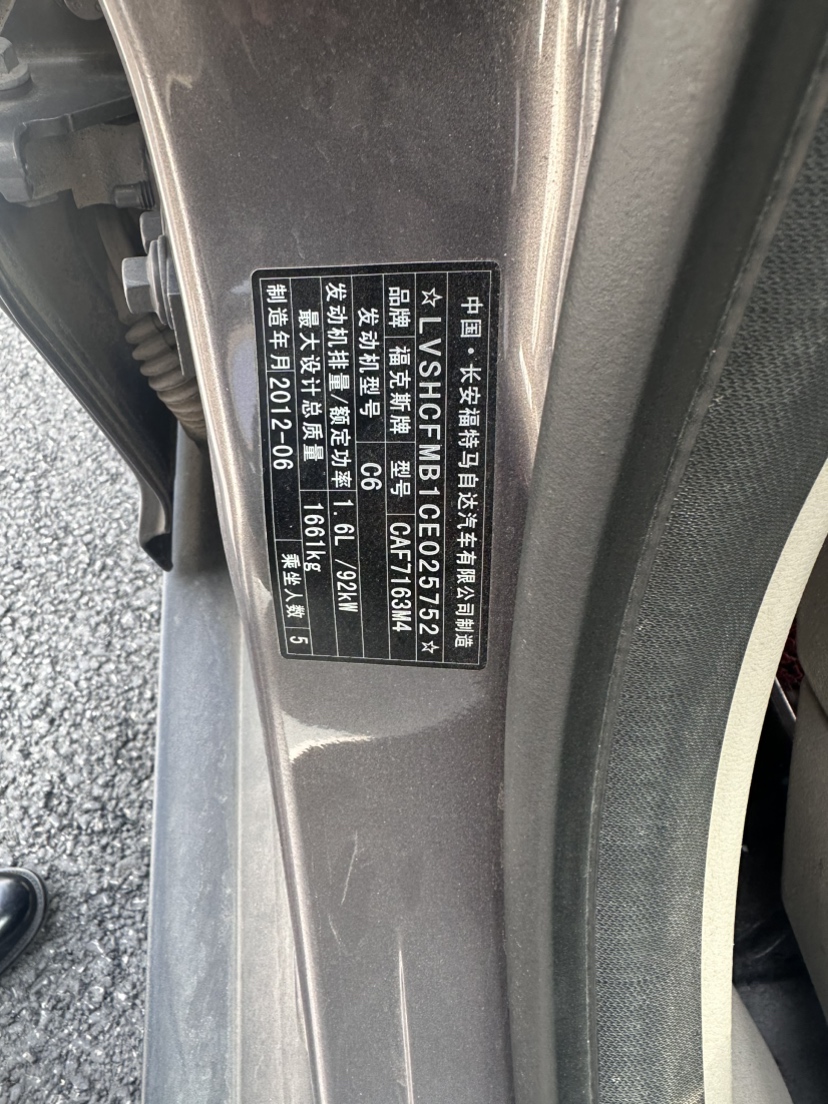 中国·长安福特马自达汽车有限公司制造
☆LVSHCFMB1CE025752☆
品牌 福克斯牌 型号 CAF7163M4
发动机型号 C6
发动机排量/额定功率 1.6L /92kW
最大设计总质量 1661kg
制造年月 2012-06 乘坐人数 5